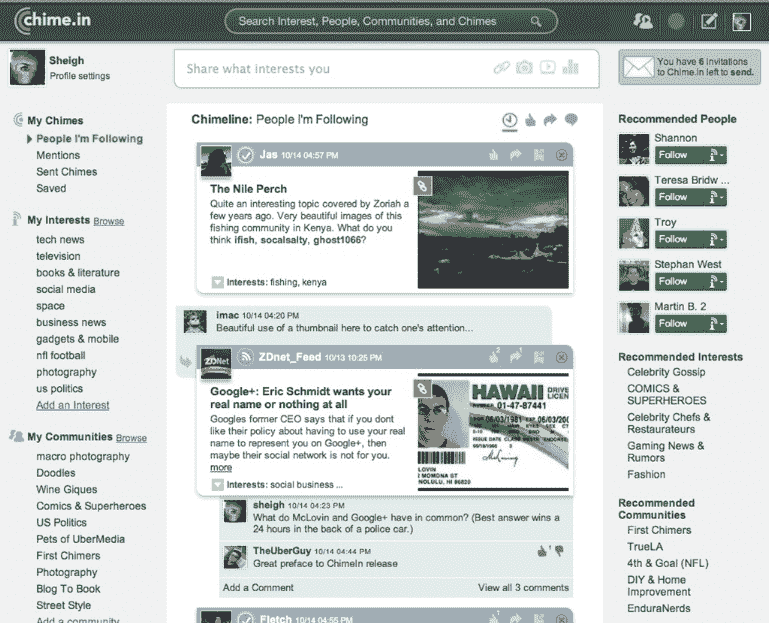 chime.in
Search Interest, People, Communities, and Chimes
Sheigh
Profile settings
Share what interests you
You have 6 invitations
to Chime.in left to send.
My Chimes
People I'm Following
Mentions
Sent Chimes
Saved
My Interests Browse
tech news
television
books & literature
social media
space
business news
gadgets & mobile
nfl football
photography
us politics
Add an Interest
My Communities Browse
macro photography
Doodles
Wine Giques
Comics & Superheroes
US Politics
Pets of UberMedia
First Chimers
Photography
Blog To Book
Street Style
Add a community
Chimeline: People I'm Following
Jas 10/14 04:57 PM
The Nile Perch
Quite an interesting topic covered by Zoriah a
few years ago. Very beautiful images of this
fishing community in Kenya. What do you
think ifish, socalsalty, ghost1066?
Interests: fishing, kenya
imac 10/14 04:20 PM
Beautiful use of a thumbnail here to catch one's attention...
ZDNet
ZDnet_Feed 10/13 10:25 PM
2
1
Google+: Eric Schmidt wants your
real name or nothing at all
Googles former CEO says that if you dont
like their policy about having to use your real
name to represent you on Google+, then
maybe their social network is not for you.
more
Interests: social business ...
HAWAII DRIVE
LICEN
NUMBER 01-47-87441
06/03/1981
ISSUE DATE CLASS
LOVIN
2 MOMONA ST
NOLULU, HI 96820
sheigh 10/14 04:23 PM
What do McLovin and Google+ have in common? (Best answer wins a
24 hours in the back of a police car.)
TheUberGuy 10/14 04:44 PM
1
Great preface to ChimeIn release
Add a Comment
View all 3 comments
Fletch 10/14 04:55 PM
1
Recommended People
Shannon
Follow
Teresa Bridw ...
Follow
Troy
Follow
Stephan West
Follow
Martin B. 2
Follow
Recommended Interests
Celebrity Gossip
COMICS &
SUPERHEROES
Celebrity Chefs &
Restaurateurs
Gaming News &
Rumors
Fashion
Recommended
Communities
First Chimers
TrueLA
4th & Goal (NFL)
DIY & Home
Improvement
EnduraNerds